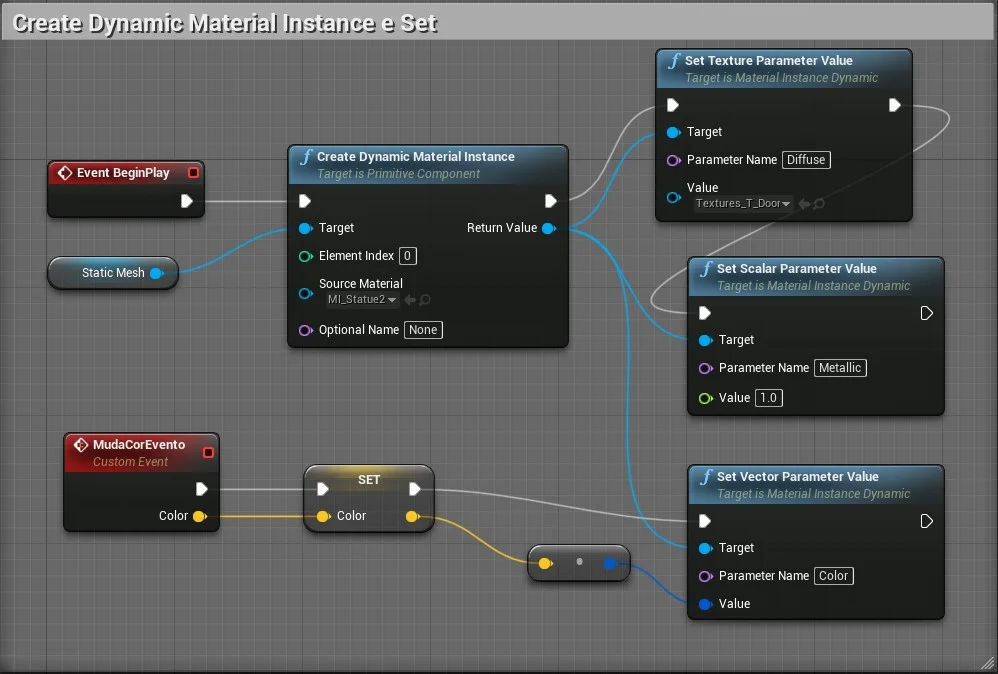 Create Dynamic Material Instance e Set
Event BeginPlay
Static Mesh
Create Dynamic Material Instance
Target is Primitive Component
Target
Return Value
Element Index 0
Source Material
MI_Statue2
Optional Name None
Set Texture Parameter Value
Target is Material Instance Dynamic
Target
Parameter Name Diffuse
Value
Textures_T_Door
Set Scalar Parameter Value
Target is Material Instance Dynamic
Target
Parameter Name Metallic
Value 1.0
MudaCorEvento
Custom Event
Color
SET
Color
Set Vector Parameter Value
Target is Material Instance Dynamic
Target
Parameter Name Color
Value